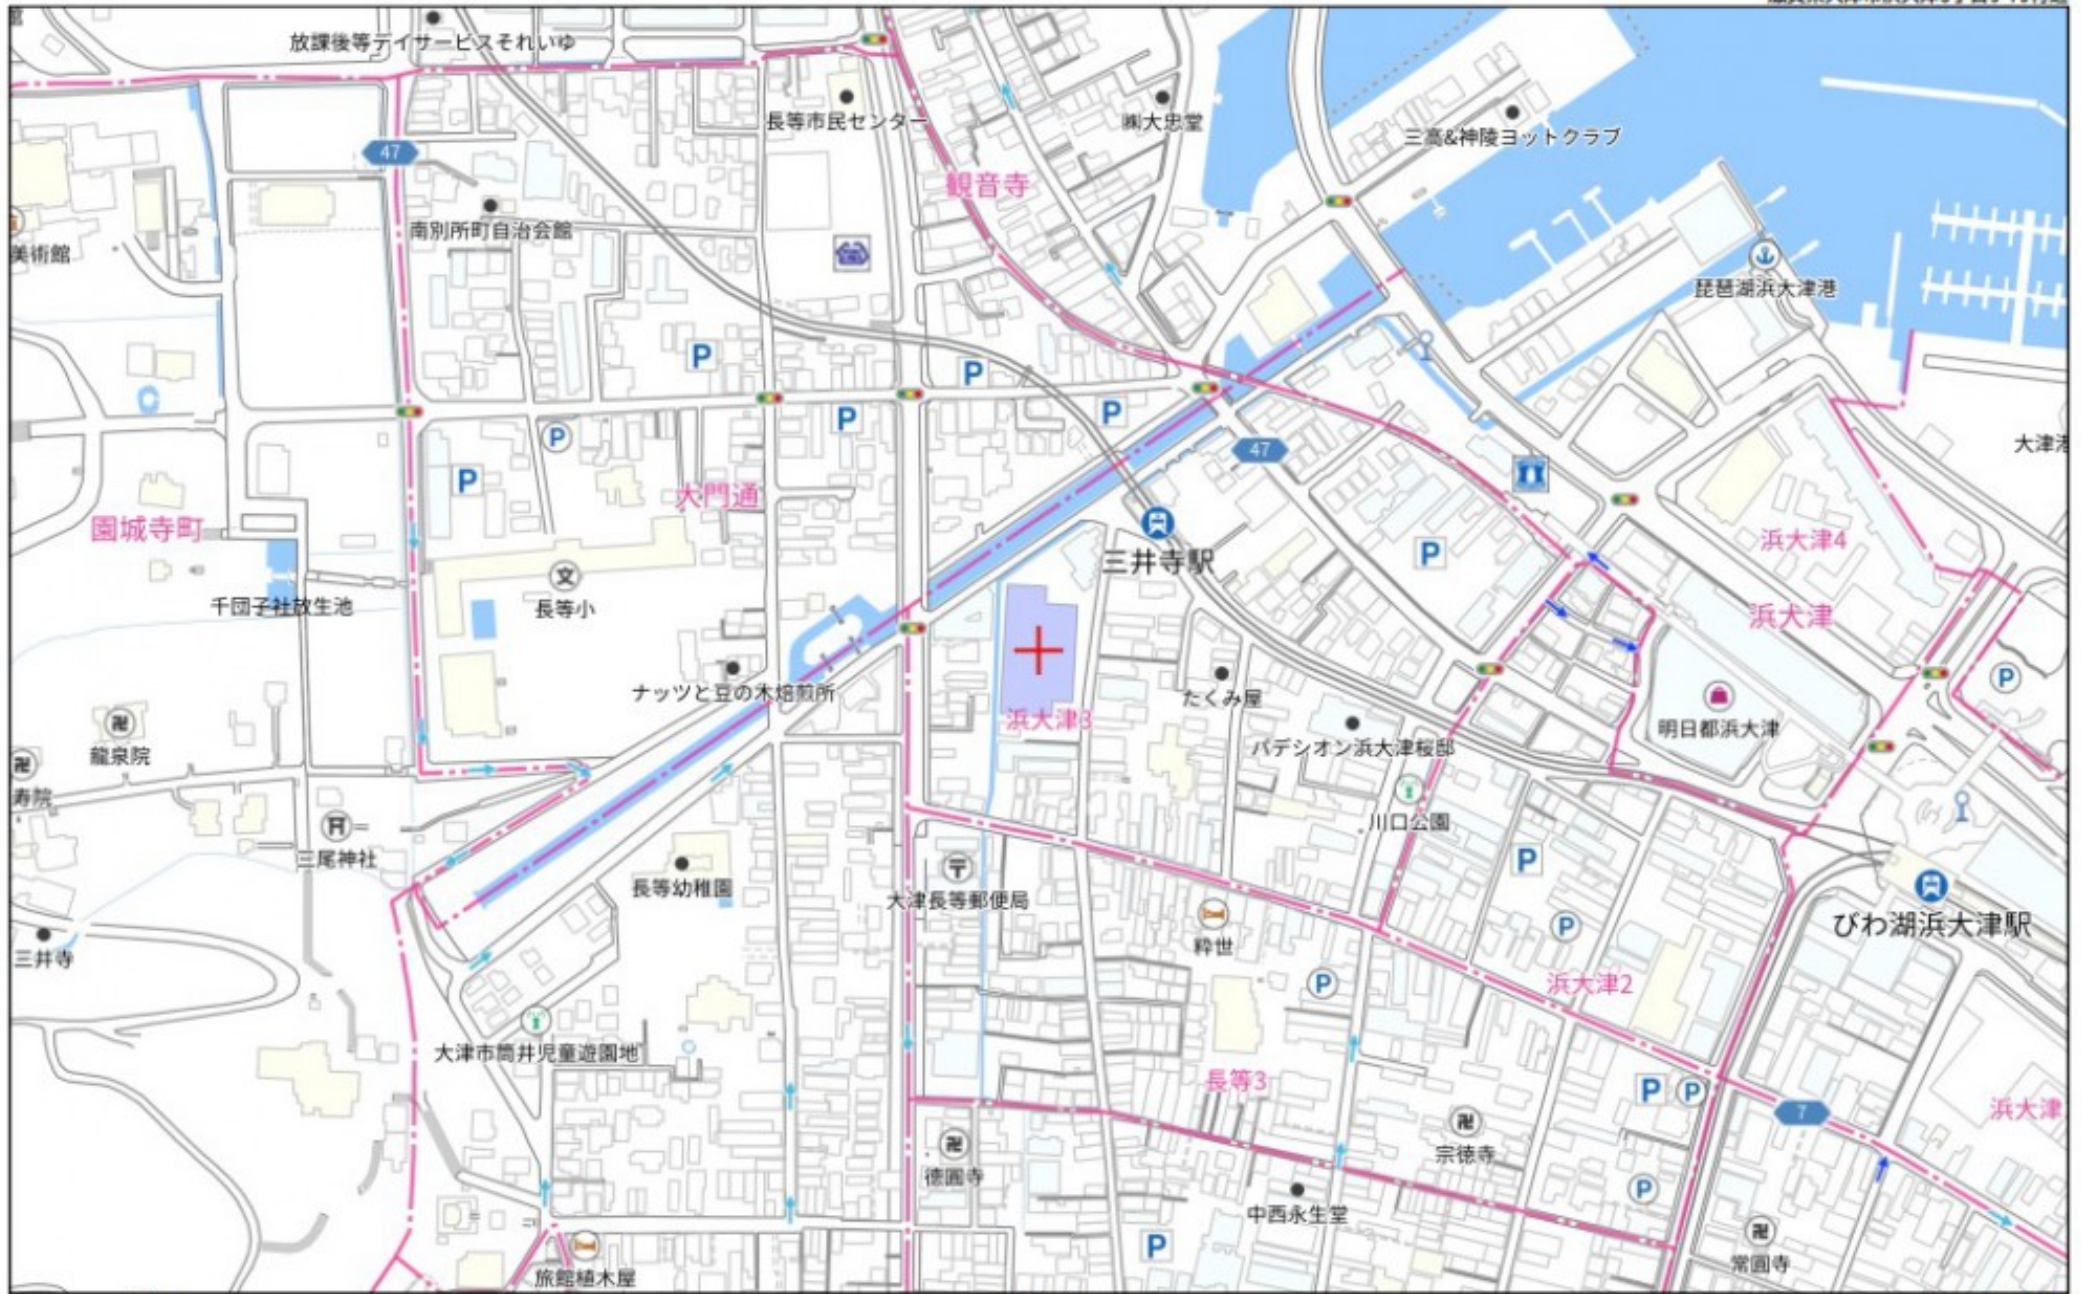 館
放課後等デイサービスそれいゆ
長等市民センター
㈱大忠堂
三高&神陵ヨットクラブ
47
観音寺
南別所町自治会館
美術館
琵琶湖浜大津港
P
P
P
P
P
47
大津港
P
大門通
園城寺町
三井寺駅
P
浜大津4
文
長等小
千団子社放生池
浜大津
ナッツと豆の木焙煎所
たくみ屋
P
浜大津3
明日都浜大津
パデシオン浜大津桜邸
龍泉院
寿院
川口公園
三尾神社
長等幼稚園
大津長等郵便局
P
びわ湖浜大津駅
粋世
P
三井寺
浜大津2
P
大津市筒井児童遊園地
長等3
P
P
7
浜大津
徳圓寺
宗徳寺
P
中西永生堂
P
常圓寺
旅館植木屋